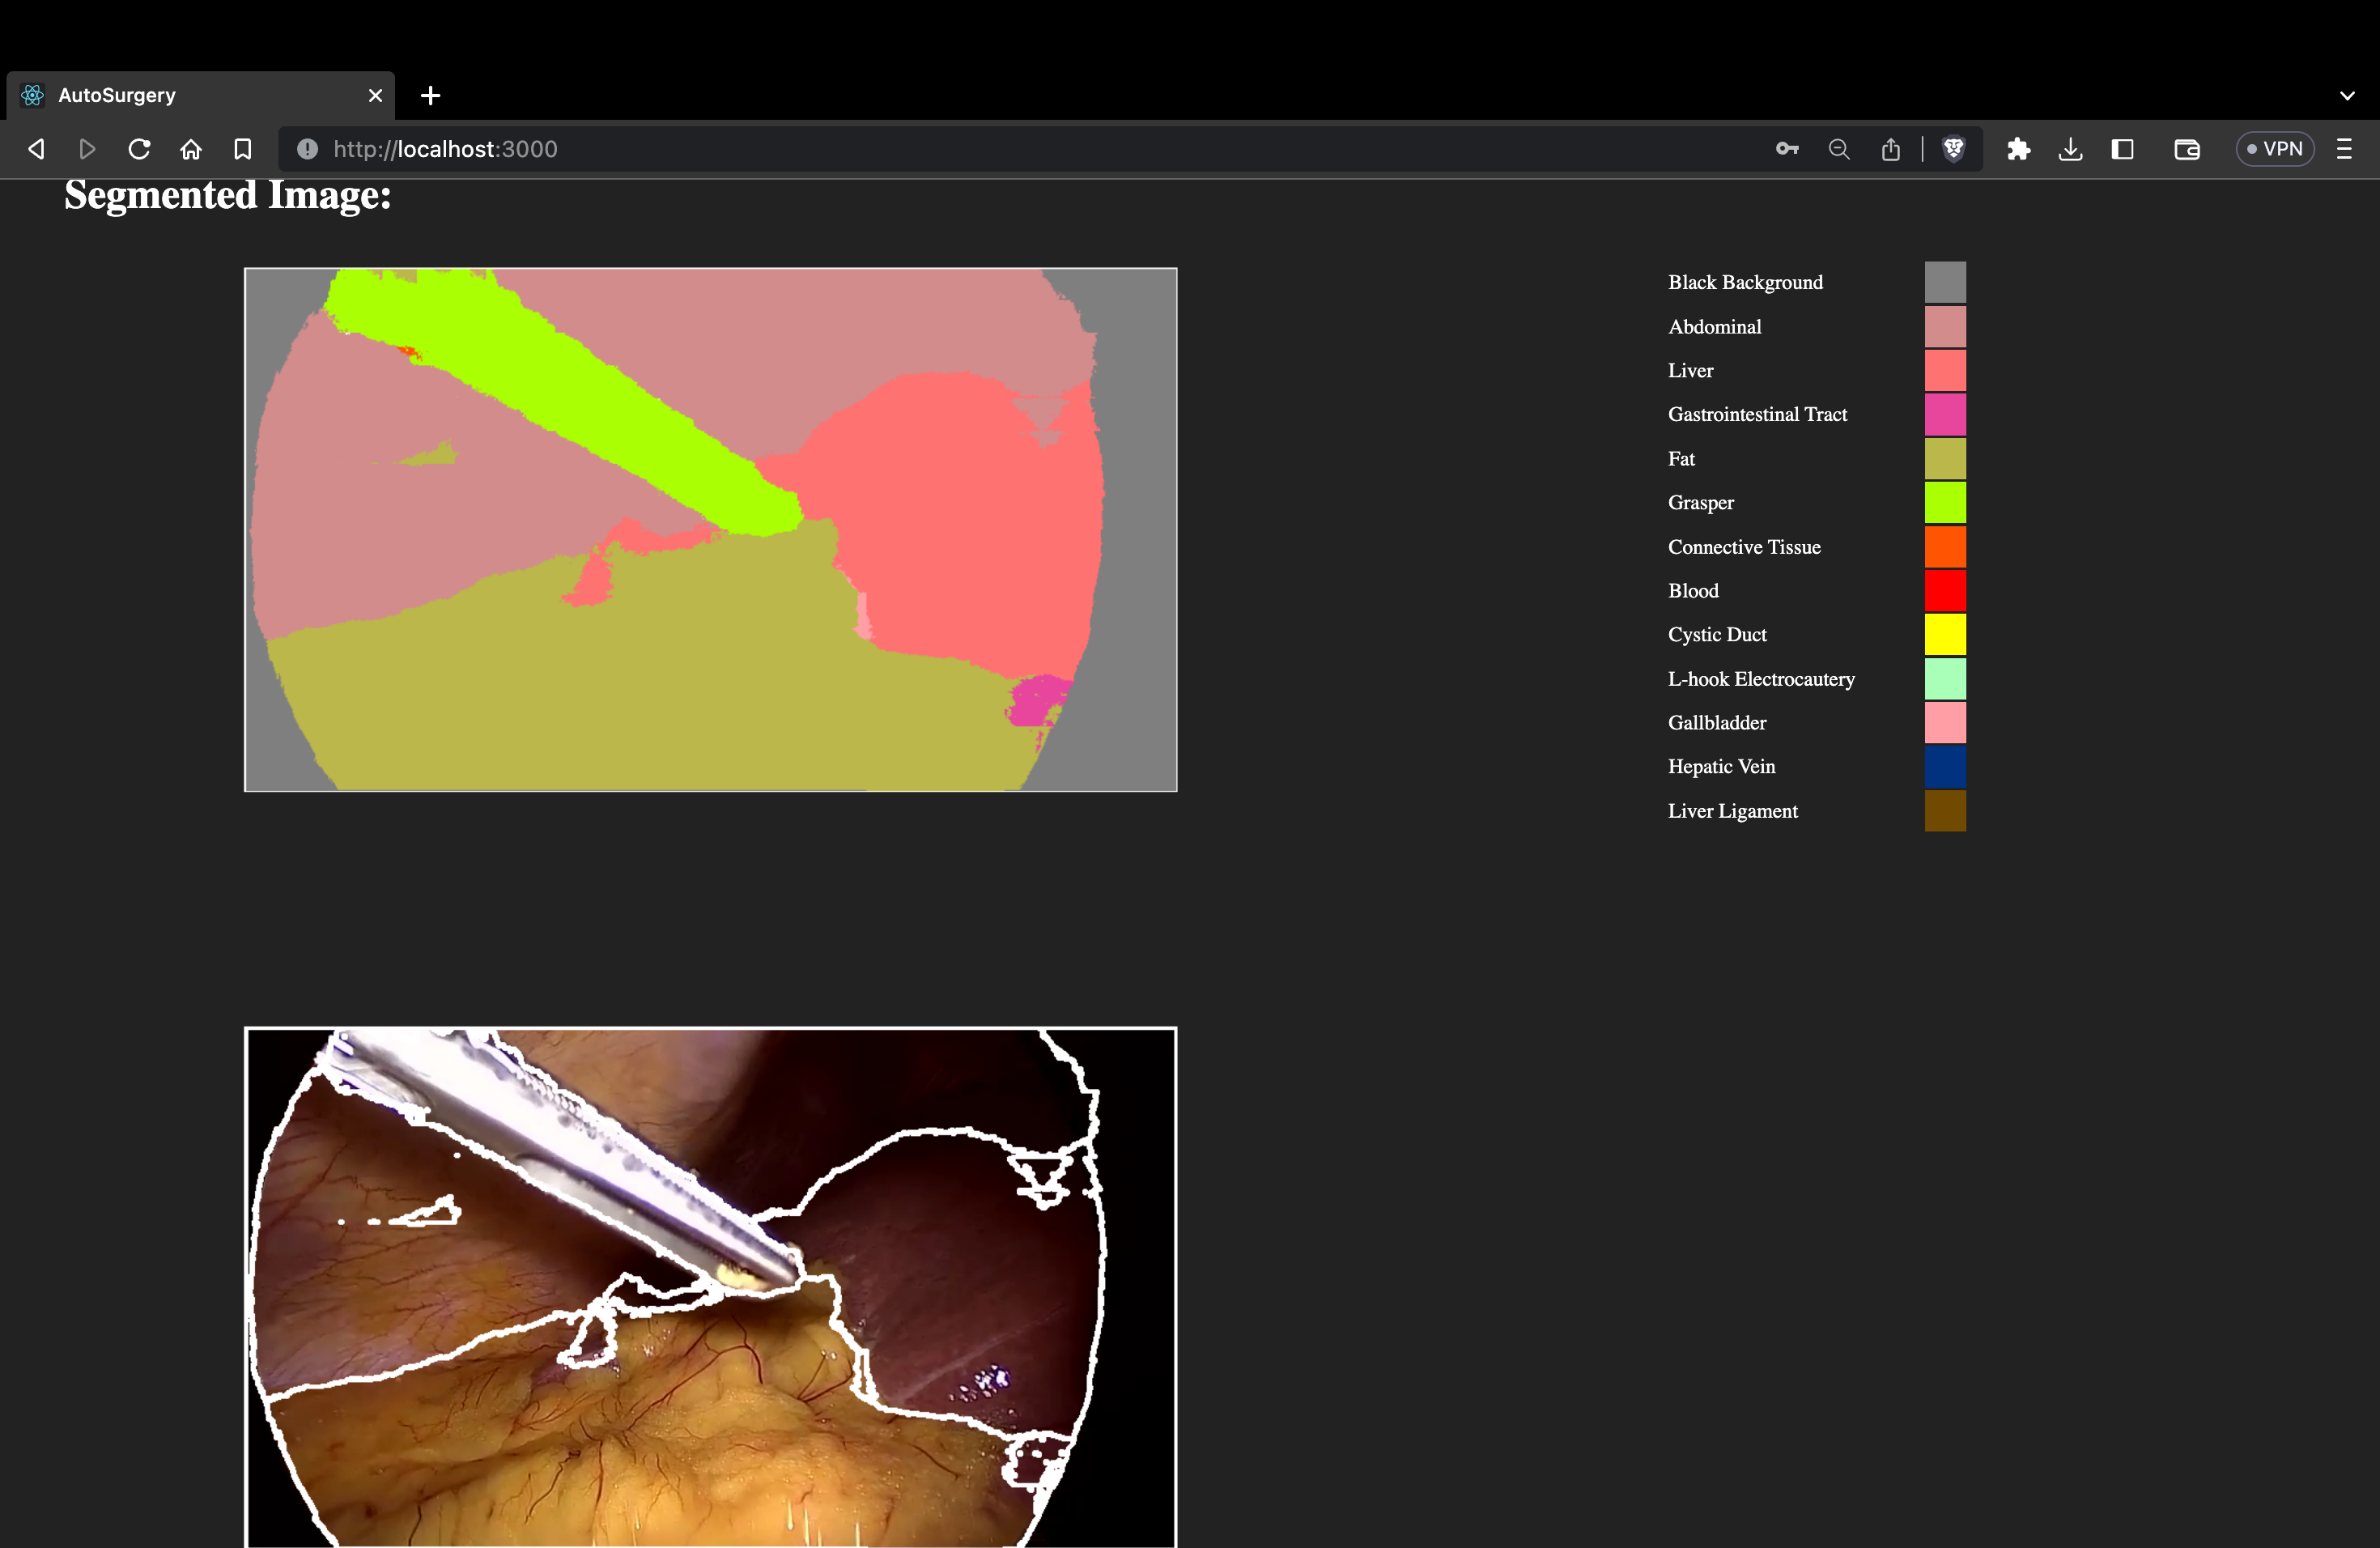 AutoSurgery
http://localhost:3000
VPN
Segmented Image:
Black Background
Abdominal
Liver
Gastrointestinal Tract
Fat
Grasper
Connective Tissue
Blood
Cystic Duct
L-hook Electrocautery
Gallbladder
Hepatic Vein
Liver Ligament